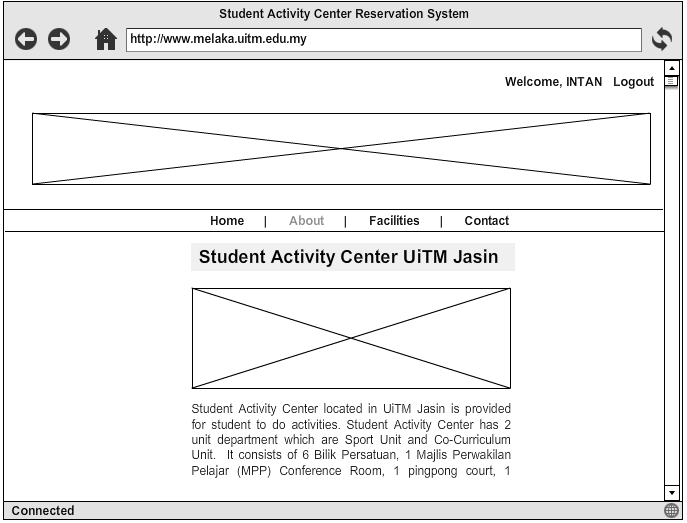 Student Activity Center Reservation System
http://www.melaka.uitm.edu.my
Welcome, INTAN Logout
Home | About | Facilities | Contact
Student Activity Center UiTM Jasin
Student Activity Center located in UiTM Jasin is provided
for student to do activities. Student Activity Center has 2
unit department which are Sport Unit and Co-Curriculum
Unit. It consists of 6 Bilik Persatuan, 1 Majlis Perwakilan
Pelajar (MPP) Conference Room, 1 pingpong court, 1
Connected